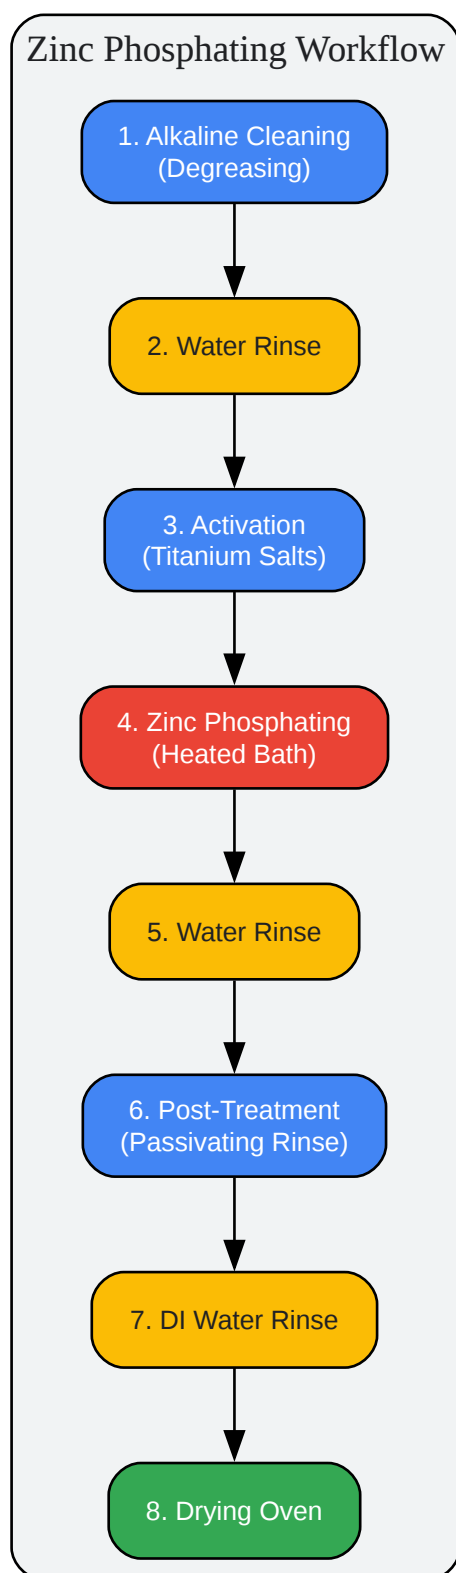 Zinc Phosphating Workflow
1. Alkaline Cleaning
(Degreasing)
2. Water Rinse
3. Activation
(Titanium Salts)
4. Zinc Phosphating
(Heated Bath)
5. Water Rinse
6. Post-Treatment
(Passivating Rinse)
7. DI Water Rinse
8. Drying Oven